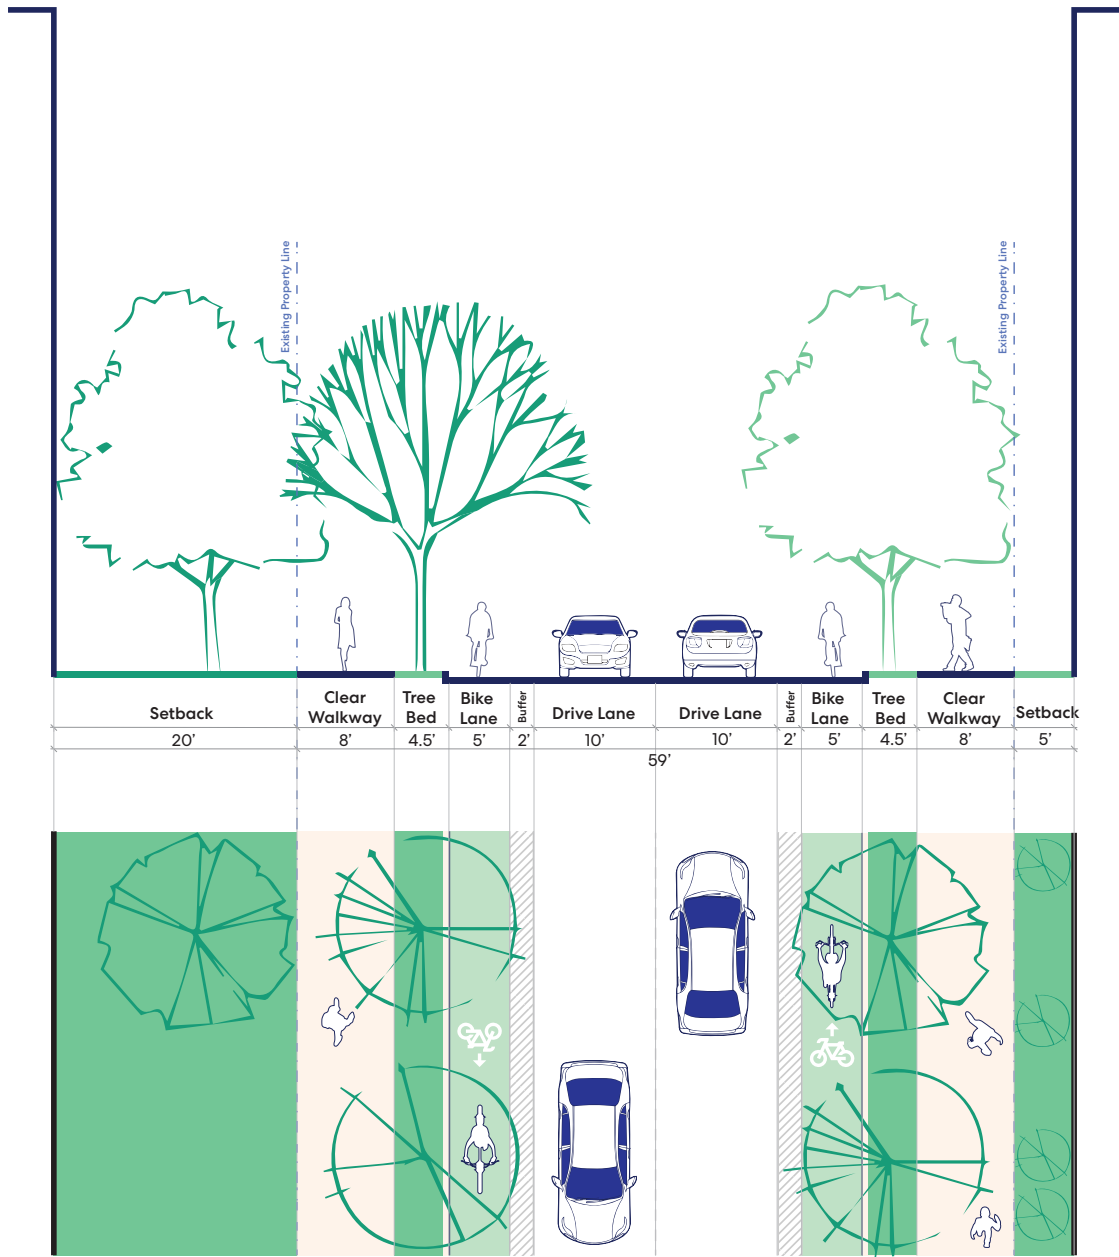 Existing Property Line
Existing Property Line
Setback
Clear
Walkway
Tree
Bed
Bike
Lane
Buffer
Drive Lane
Drive Lane
Buffer
Bike
Lane
Tree
Bed
Clear
Walkway
Setback
20'
8'
4.5'
5'
2'
10'
10'
2'
5'
4.5'
8'
5'
59'